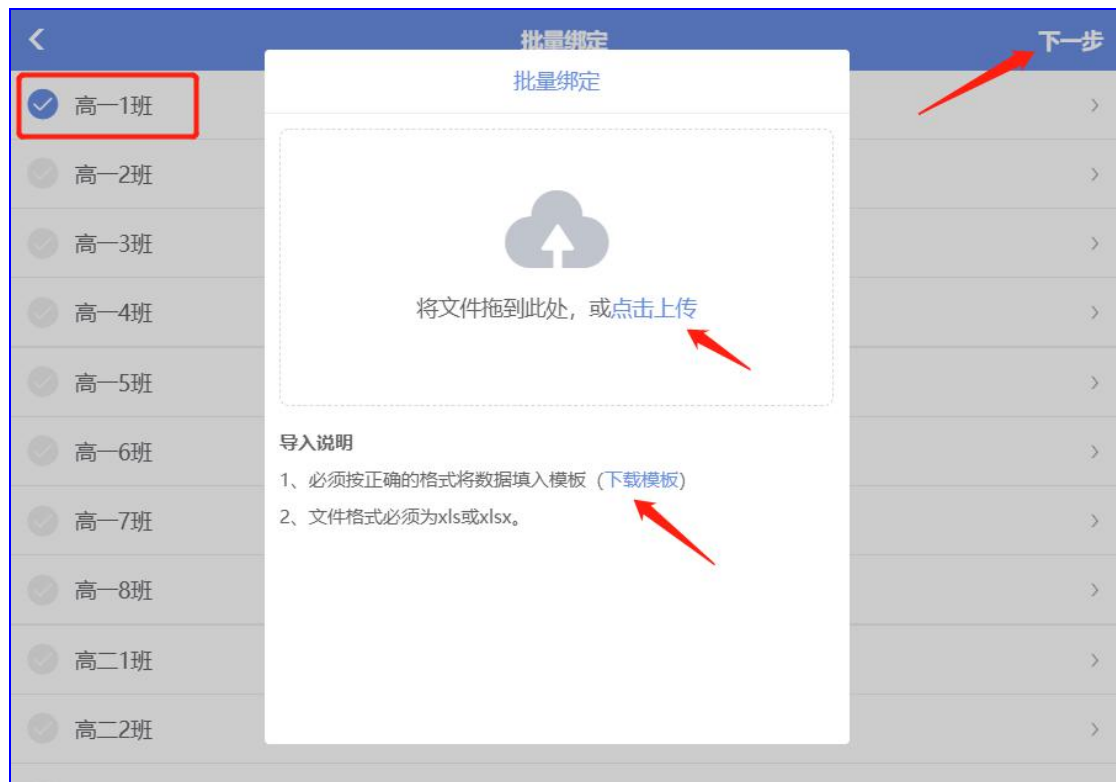 批量绑定
下一步
批量绑定
高一1班
高一2班
高一3班
高一4班
高一5班
高一6班
高一7班
高一8班
高二1班
高二2班
将文件拖到此处，或点击上传
导入说明
1、必须按正确的格式将数据填入模板（下载模板）
2、文件格式必须为xls或xlsx。